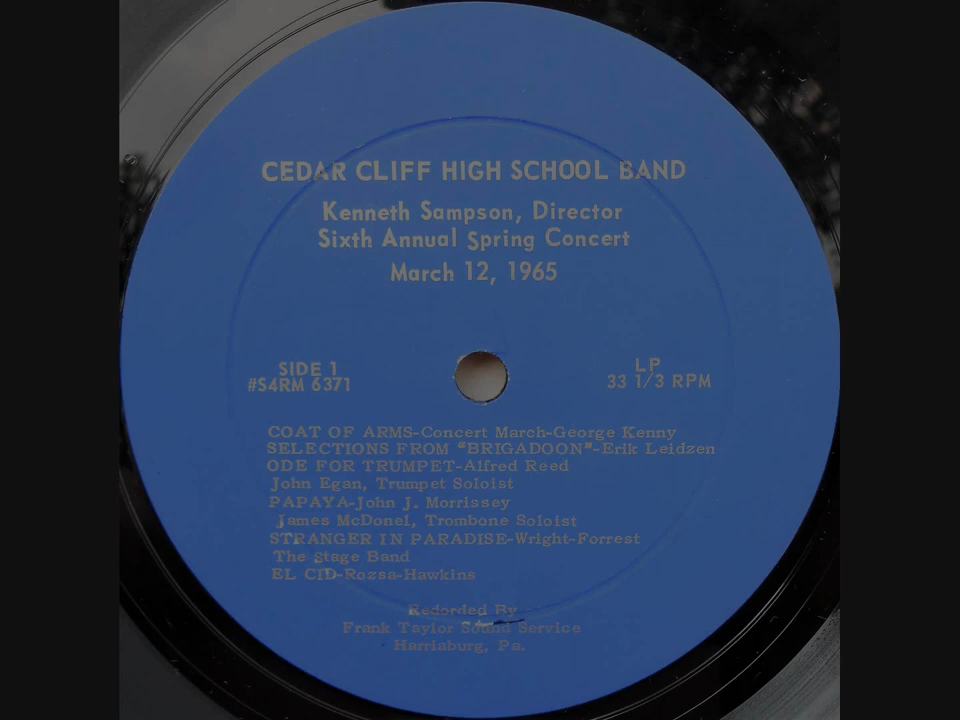 CEDAR CLIFF HIGH SCHOOL BAND
Kenneth Sampson, Director
Sixth Annual Spring Concert
March 12, 1965
SIDE 1
#S4RM 6371
LP
33 1/3 RPM
COAT OF ARMS-Concert March-George Kenny
SELECTIONS FROM "BRIGADOON"-Erik Leidzen
ODE FOR TRUMPET-Alfred Reed
John Egan, Trumpet Soloist
PAPAYA-John J. Morrissey
James McDonel, Trombone Soloist
STRANGER IN PARADISE-Wright-Forrest
The Stage Band
EL CID-Rozsa-Hawkins
Redorded By
Frank Taylor Sound Service
Harriaburg, Pa.